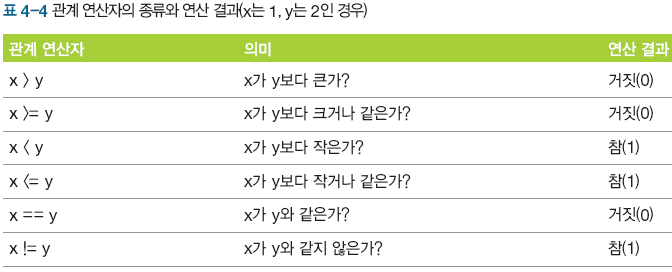 표 4-4 관계 연산자의 종류와 연산 결과(x는 1, y는 2인 경우)
관계 연산자 의미 연산 결과
x > y x가 y보다 큰가? 거짓(0)
x >= y x가 y보다 크거나 같은가? 거짓(0)
x < y x가 y보다 작은가? 참(1)
x <= y x가 y보다 작거나 같은가? 참(1)
x == y x가 y와 같은가? 거짓(0)
x != y x가 y와 같지 않은가? 참(1)